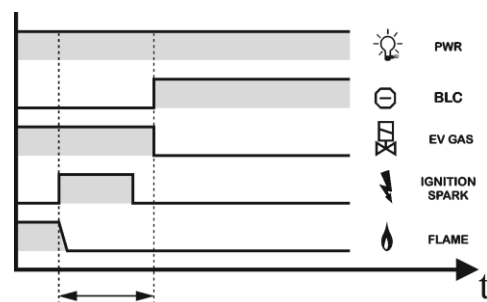 PWR
BLC
EV GAS
IGNITION
SPARK
FLAME
t